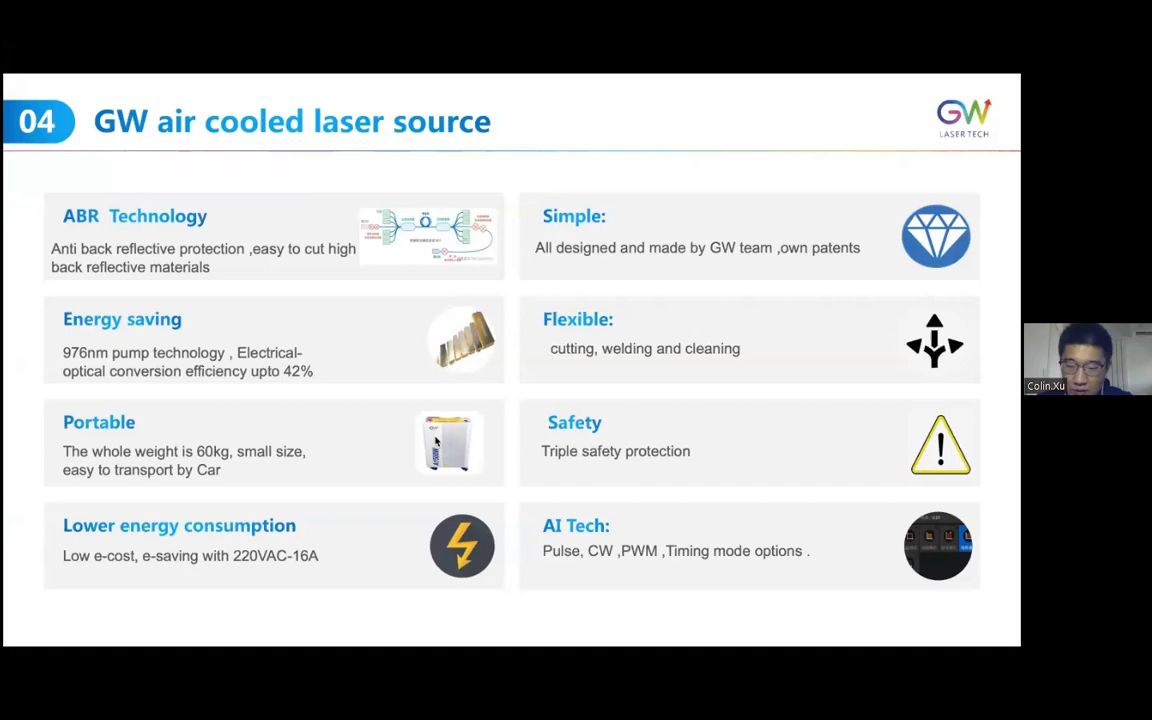 04
GW air cooled laser source
GW
LASER TECH
ABR Technology
Anti back reflective protection ,easy to cut high
back reflective materials
Simple:
All designed and made by GW team ,own patents
Energy saving
976nm pump technology , Electrical-
optical conversion efficiency upto 42%
Flexible:
cutting, welding and cleaning
Portable
The whole weight is 60kg, small size,
easy to transport by Car
Safety
Triple safety protection
Lower energy consumption
Low e-cost, e-saving with 220VAC-16A
AI Tech:
Pulse, CW ,PWM ,Timing mode options .
Colin.Xu